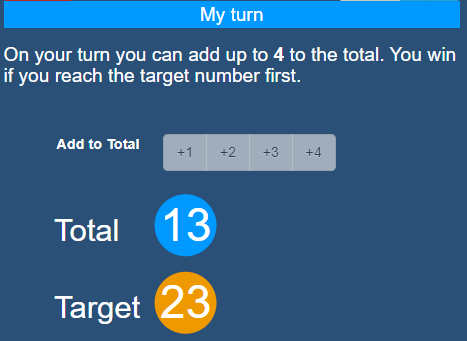 My turn
On your turn you can add up to 4 to the total. You win
if you reach the target number first.
Add to Total +1 +2 +3 +4
Total 13
Target 23